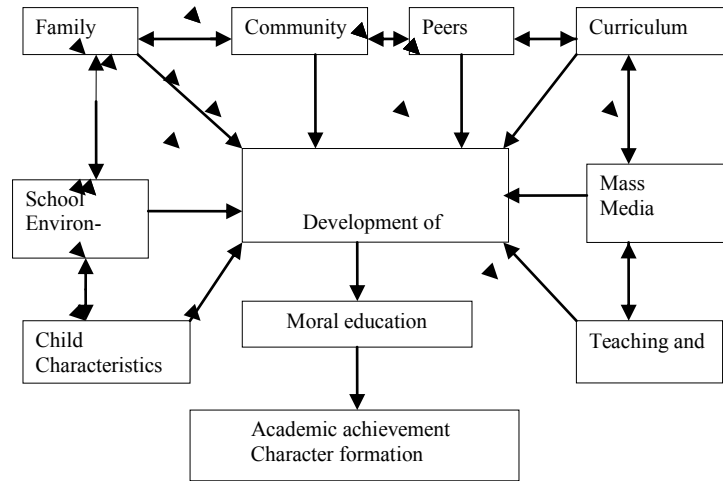 Family
Community
Peers
Curriculum
School
Environ-
Development of
Mass
Media
Child
Characteristics
Moral education
Teaching and
Academic achievement
Character formation